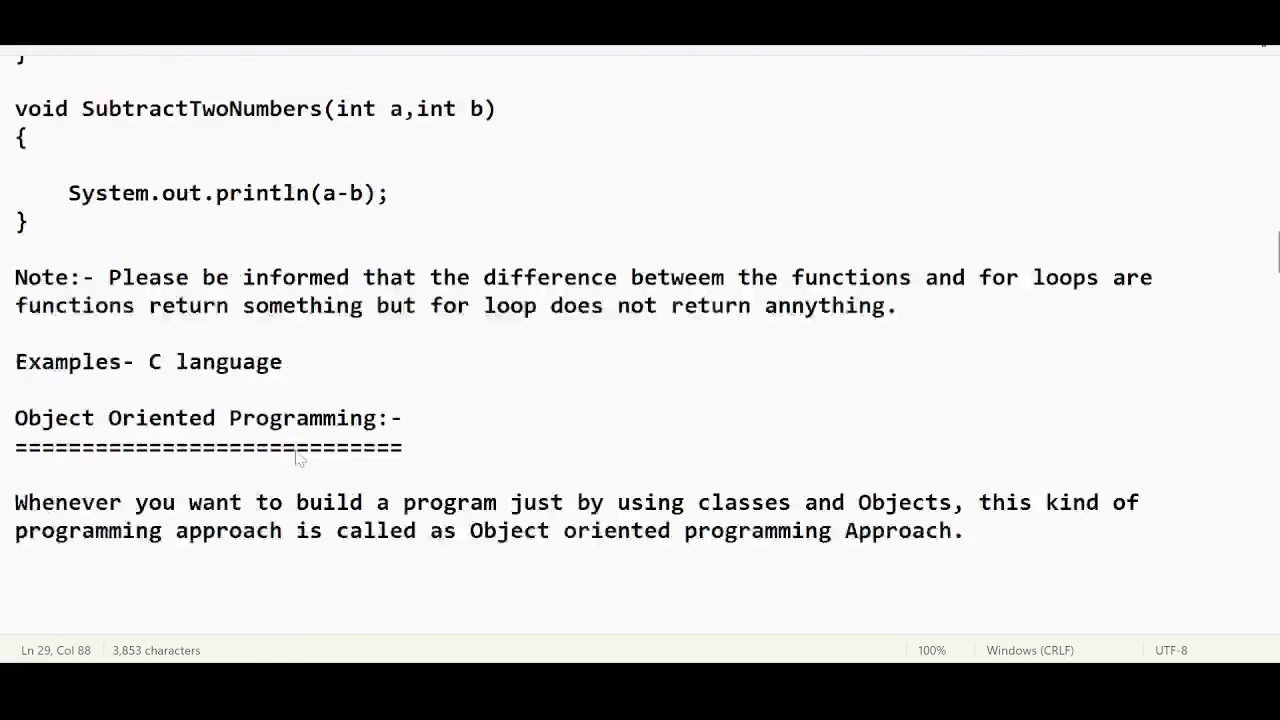 }
void SubtractTwoNumbers(int a,int b)
{
System.out.println(a-b);
}
Note:- Please be informed that the difference betweem the functions and for loops are
functions return something but for loop does not return annything.
Examples- C language
Object Oriented Programming:-
=============================
Whenever you want to build a program just by using classes and Objects, this kind of
programming approach is called as Object oriented programming Approach.
Ln 29, Col 88 3,853 characters 100% Windows (CRLF) UTF-8